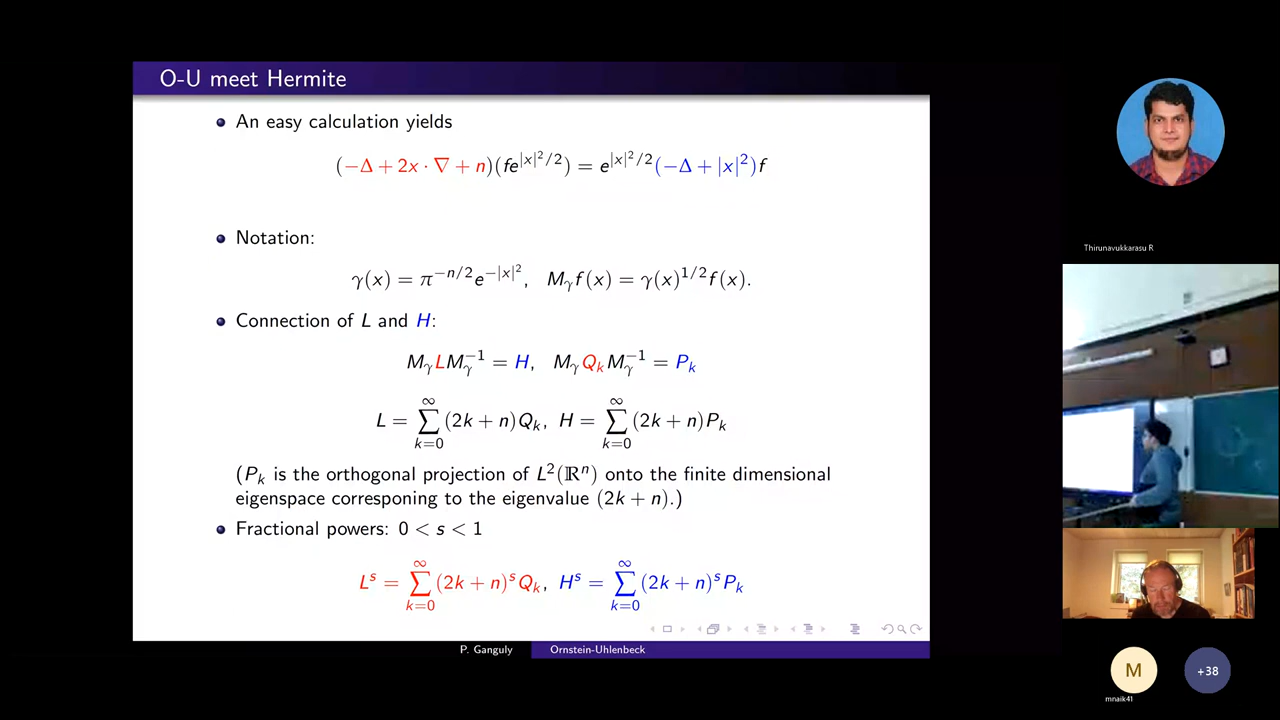 O-U meet Hermite
An easy calculation yields
(−Δ + 2x · ∇ + n)(fe^{|x|^2/2}) = e^{|x|^2/2}(−Δ + |x|^2)f
Notation:
γ(x) = π^{−n/2}e^{−|x|^2}, M_γ f(x) = γ(x)^{1/2}f(x).
Connection of L and H:
M_γ L M_γ^{−1} = H, M_γ Q_k M_γ^{−1} = P_k
L = ∑_{k=0}^{∞} (2k + n)Q_k, H = ∑_{k=0}^{∞} (2k + n)P_k
(P_k is the orthogonal projection of L^2(ℝ^n) onto the finite dimensional
eigenspace corresponing to the eigenvalue (2k + n).)
Fractional powers: 0 < s < 1
L^s = ∑_{k=0}^{∞} (2k + n)^s Q_k, H^s = ∑_{k=0}^{∞} (2k + n)^s P_k
P. Ganguly Ornstein-Uhlenbeck
Thirunavukkarasu R
M
mnaik41
+38